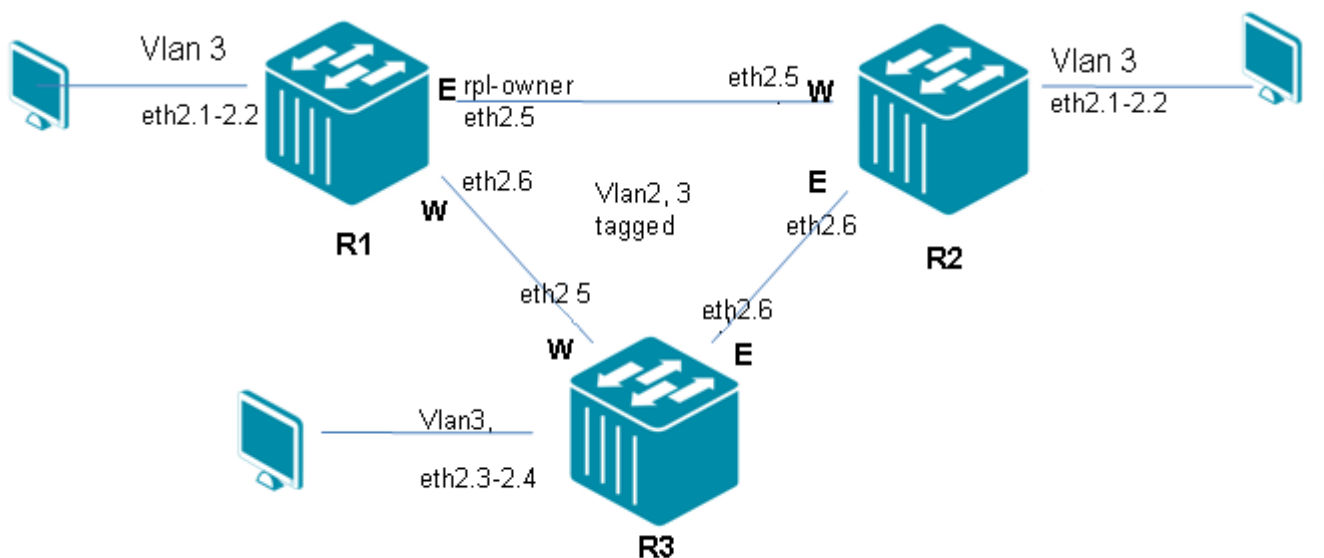 Vlan 3
eth2.1-2.2
E rpl-owner
eth2.5
eth2.5 W
Vlan 3
eth2.1-2.2
eth2.6
W
R1
Vlan2, 3
tagged
E
eth2.6
R2
eth2 5
eth2.6
W
E
Vlan3,
eth2.3-2.4
R3